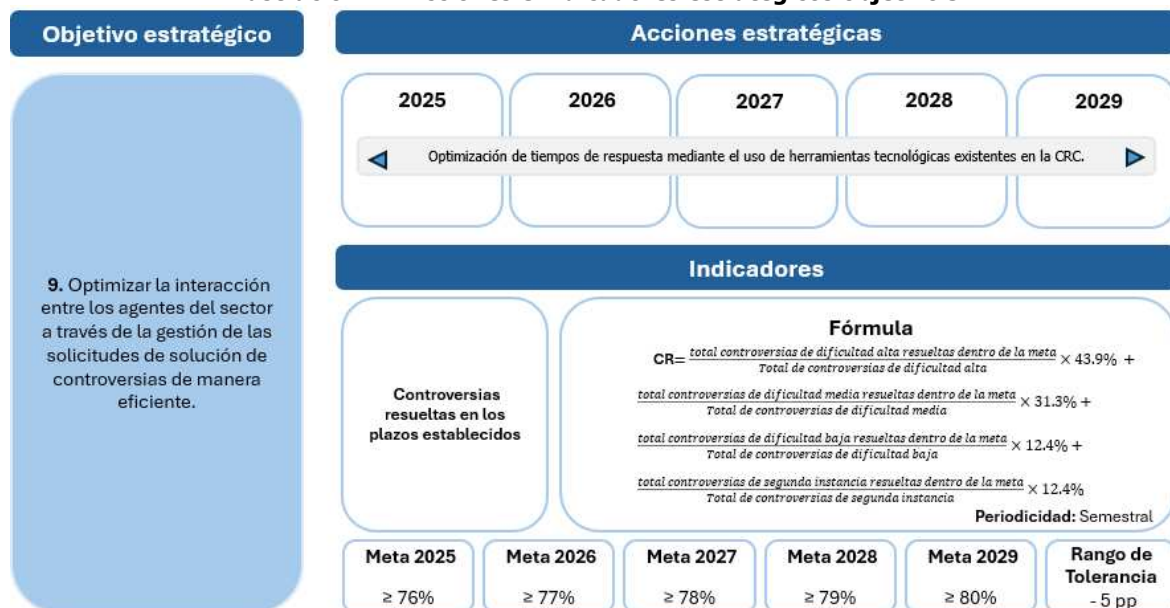 Objetivo estratégico
Acciones estratégicas
2025
2026
2027
2028
2029
Optimización de tiempos de respuesta mediante el uso de herramientas tecnológicas existentes en la CRC.
9. Optimizar la interacción
entre los agentes del sector
a través de la gestión de las
solicitudes de solución de
controversias de manera
eficiente.
Indicadores
Controversias
resueltas en los
plazos establecidos
Fórmula
CR= total controversias de dificultad alta resueltas dentro de la meta / Total de controversias de dificultad alta × 43.9% +
total controversias de dificultad media resueltas dentro de la meta / Total de controversias de dificultad media × 31.3% +
total controversias de dificultad baja resueltas dentro de la meta / Total de controversias de dificultad baja × 12.4% +
total controversias de segunda instancia resueltas dentro de la meta / Total de controversias de segunda instancia × 12.4%
Periodicidad: Semestral
Meta 2025
≥ 76%
Meta 2026
≥ 77%
Meta 2027
≥ 78%
Meta 2028
≥ 79%
Meta 2029
≥ 80%
Rango de
Tolerancia
- 5 pp